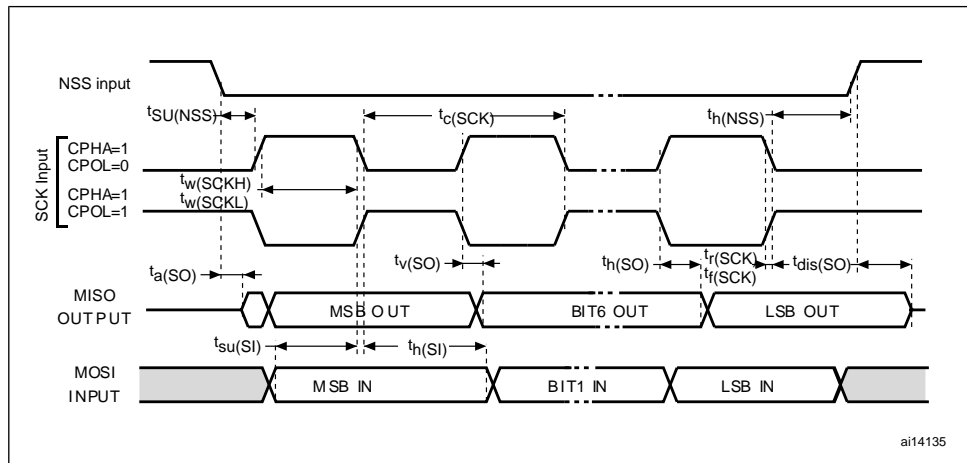 NSS input
tSU(NSS)
tc(SCK)
th(NSS)
SCK Input
CPHA=1
CPOL=0
tw(SCKH)
CPHA=1
tw(SCKL)
CPOL=1
ta(SO)
tv(SO)
th(SO)
tr(SCK)
tf(SCK)
tdis(SO)
MISO
OUTPUT
MSB OUT
BIT6 OUT
LSB OUT
tsu(SI)
th(SI)
MOSI
INPUT
MSB IN
BIT1 IN
LSB IN
ai14135